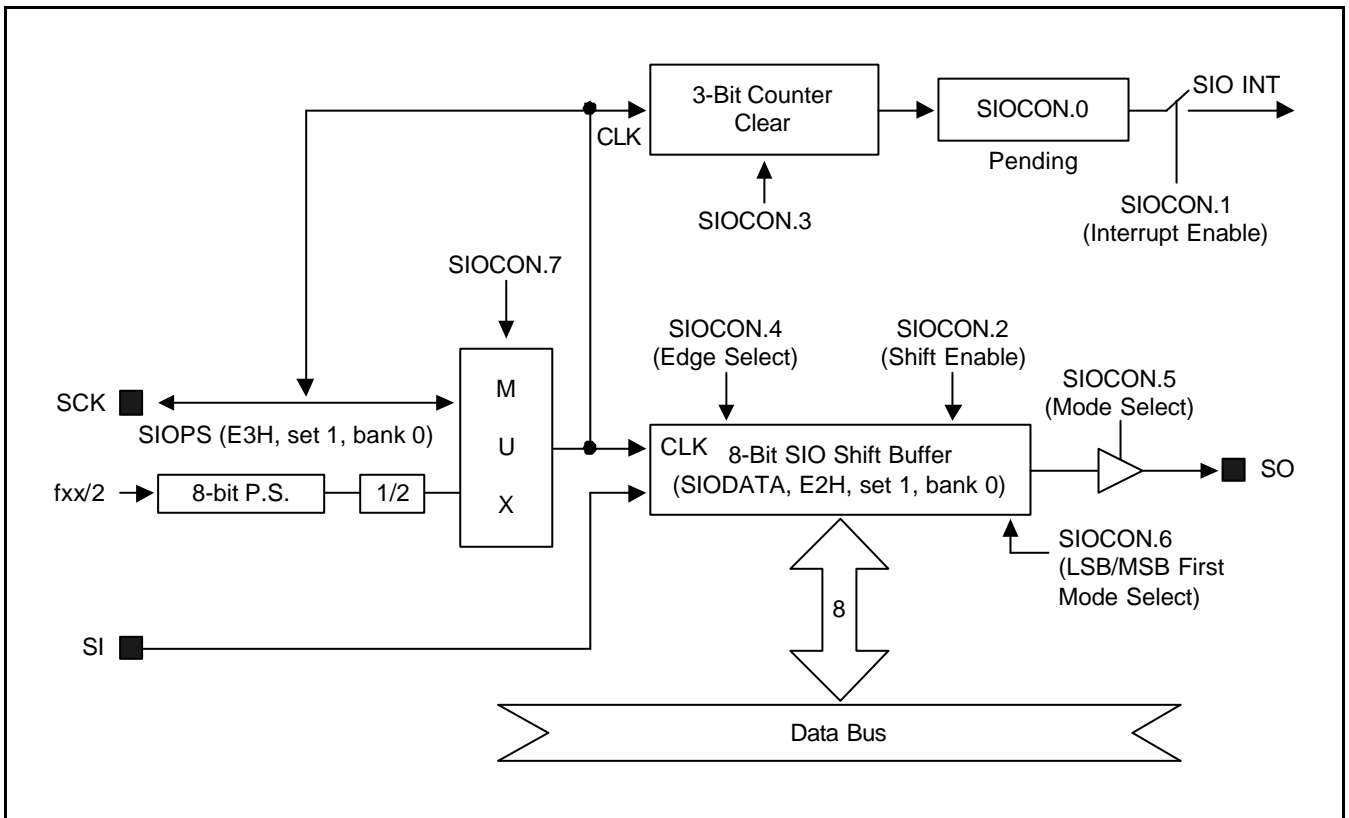 3-Bit Counter
Clear
CLK
SIOCON.0
Pending
SIO INT
SIOCON.3
SIOCON.1
(Interrupt Enable)
SIOCON.7
SIOCON.4
(Edge Select)
SIOCON.2
(Shift Enable)
SIOCON.5
(Mode Select)
SCK
SIOPS (E3H, set 1, bank 0)
M
U
X
fxx/2
8-bit P.S.
1/2
CLK
8-Bit SIO Shift Buffer
(SIODATA, E2H, set 1, bank 0)
SO
SIOCON.6
(LSB/MSB First
Mode Select)
8
SI
Data Bus